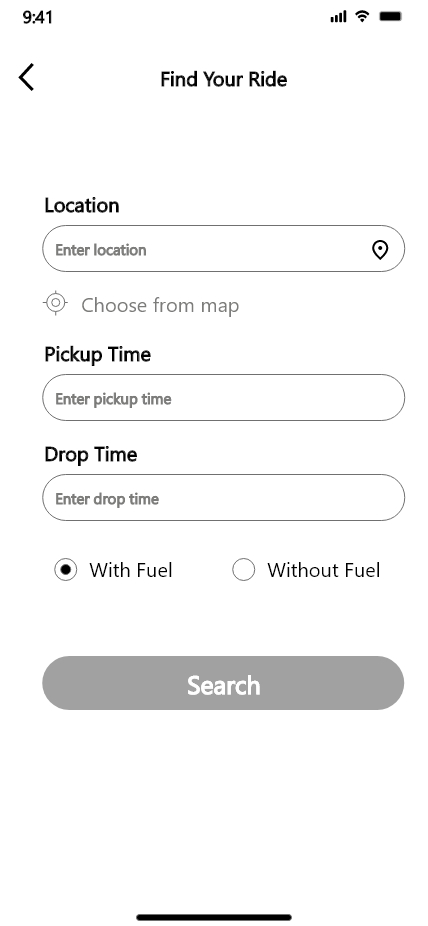 9:41
Find Your Ride
Location
Enter location
Choose from map
Pickup Time
Enter pickup time
Drop Time
Enter drop time
With Fuel Without Fuel
Search